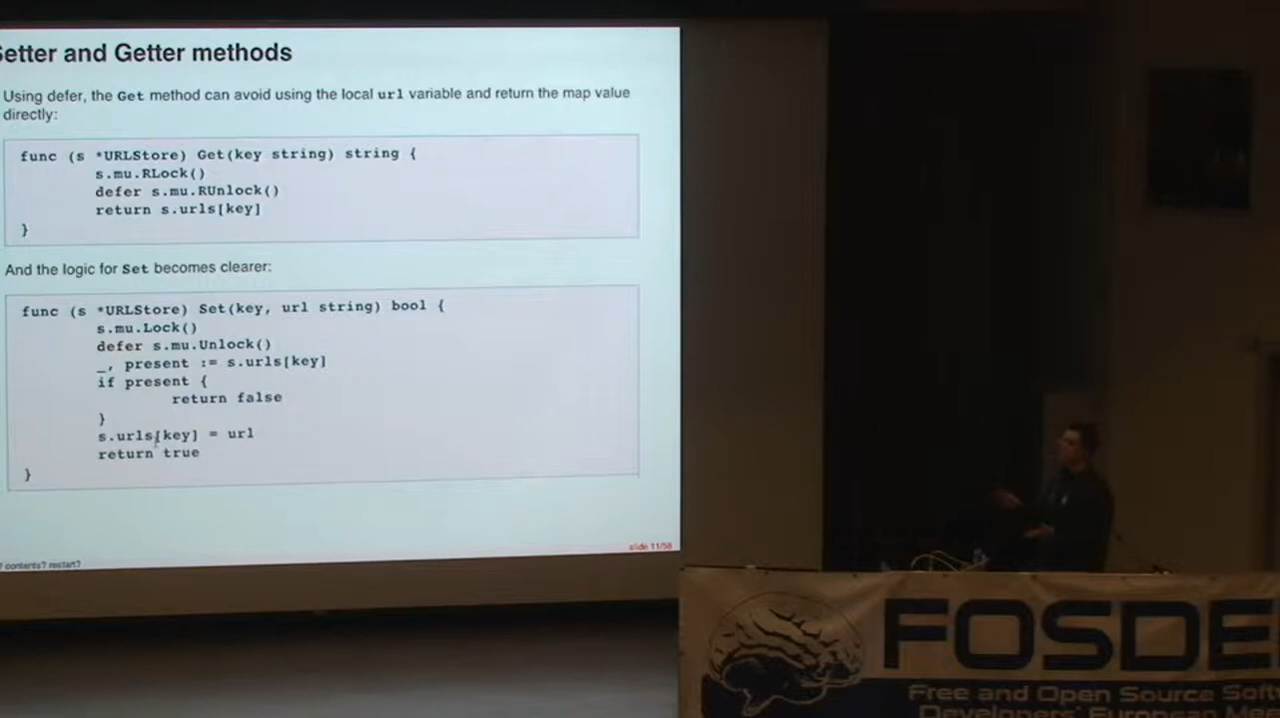 Setter and Getter methods
Using defer, the Get method can avoid using the local url variable and return the map value
directly:
func (s *URLStore) Get(key string) string {
s.mu.RLock()
defer s.mu.RUnlock()
return s.urls[key]
}
And the logic for Set becomes clearer:
func (s *URLStore) Set(key, url string) bool {
s.mu.Lock()
defer s.mu.Unlock()
_, present := s.urls[key]
if present {
return false
}
s.urls[key] = url
return true
}
slide 11/58
contents? restart?
FOSDE
Free and Open Source Soft
Developers' European Mee